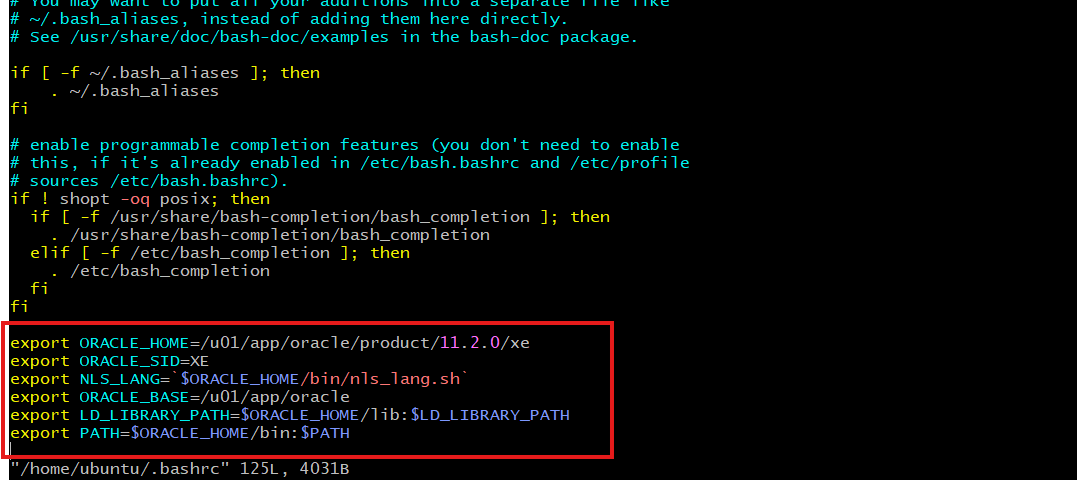 # You may want to put all your additions into a separate file like
# ~/.bash_aliases, instead of adding them here directly.
# See /usr/share/doc/bash-doc/examples in the bash-doc package.
if [ -f ~/.bash_aliases ]; then
    . ~/.bash_aliases
fi
# enable programmable completion features (you don't need to enable
# this, if it's already enabled in /etc/bash.bashrc and /etc/profile
# sources /etc/bash.bashrc).
if ! shopt -oq posix; then
  if [ -f /usr/share/bash-completion/bash_completion ]; then
    . /usr/share/bash-completion/bash_completion
  elif [ -f /etc/bash_completion ]; then
    . /etc/bash_completion
  fi
fi
export ORACLE_HOME=/u01/app/oracle/product/11.2.0/xe
export ORACLE_SID=XE
export NLS_LANG=`$ORACLE_HOME/bin/nls_lang.sh`
export ORACLE_BASE=/u01/app/oracle
export LD_LIBRARY_PATH=$ORACLE_HOME/lib:$LD_LIBRARY_PATH
export PATH=$ORACLE_HOME/bin:$PATH
"/home/ubuntu/.bashrc" 125L, 4031B